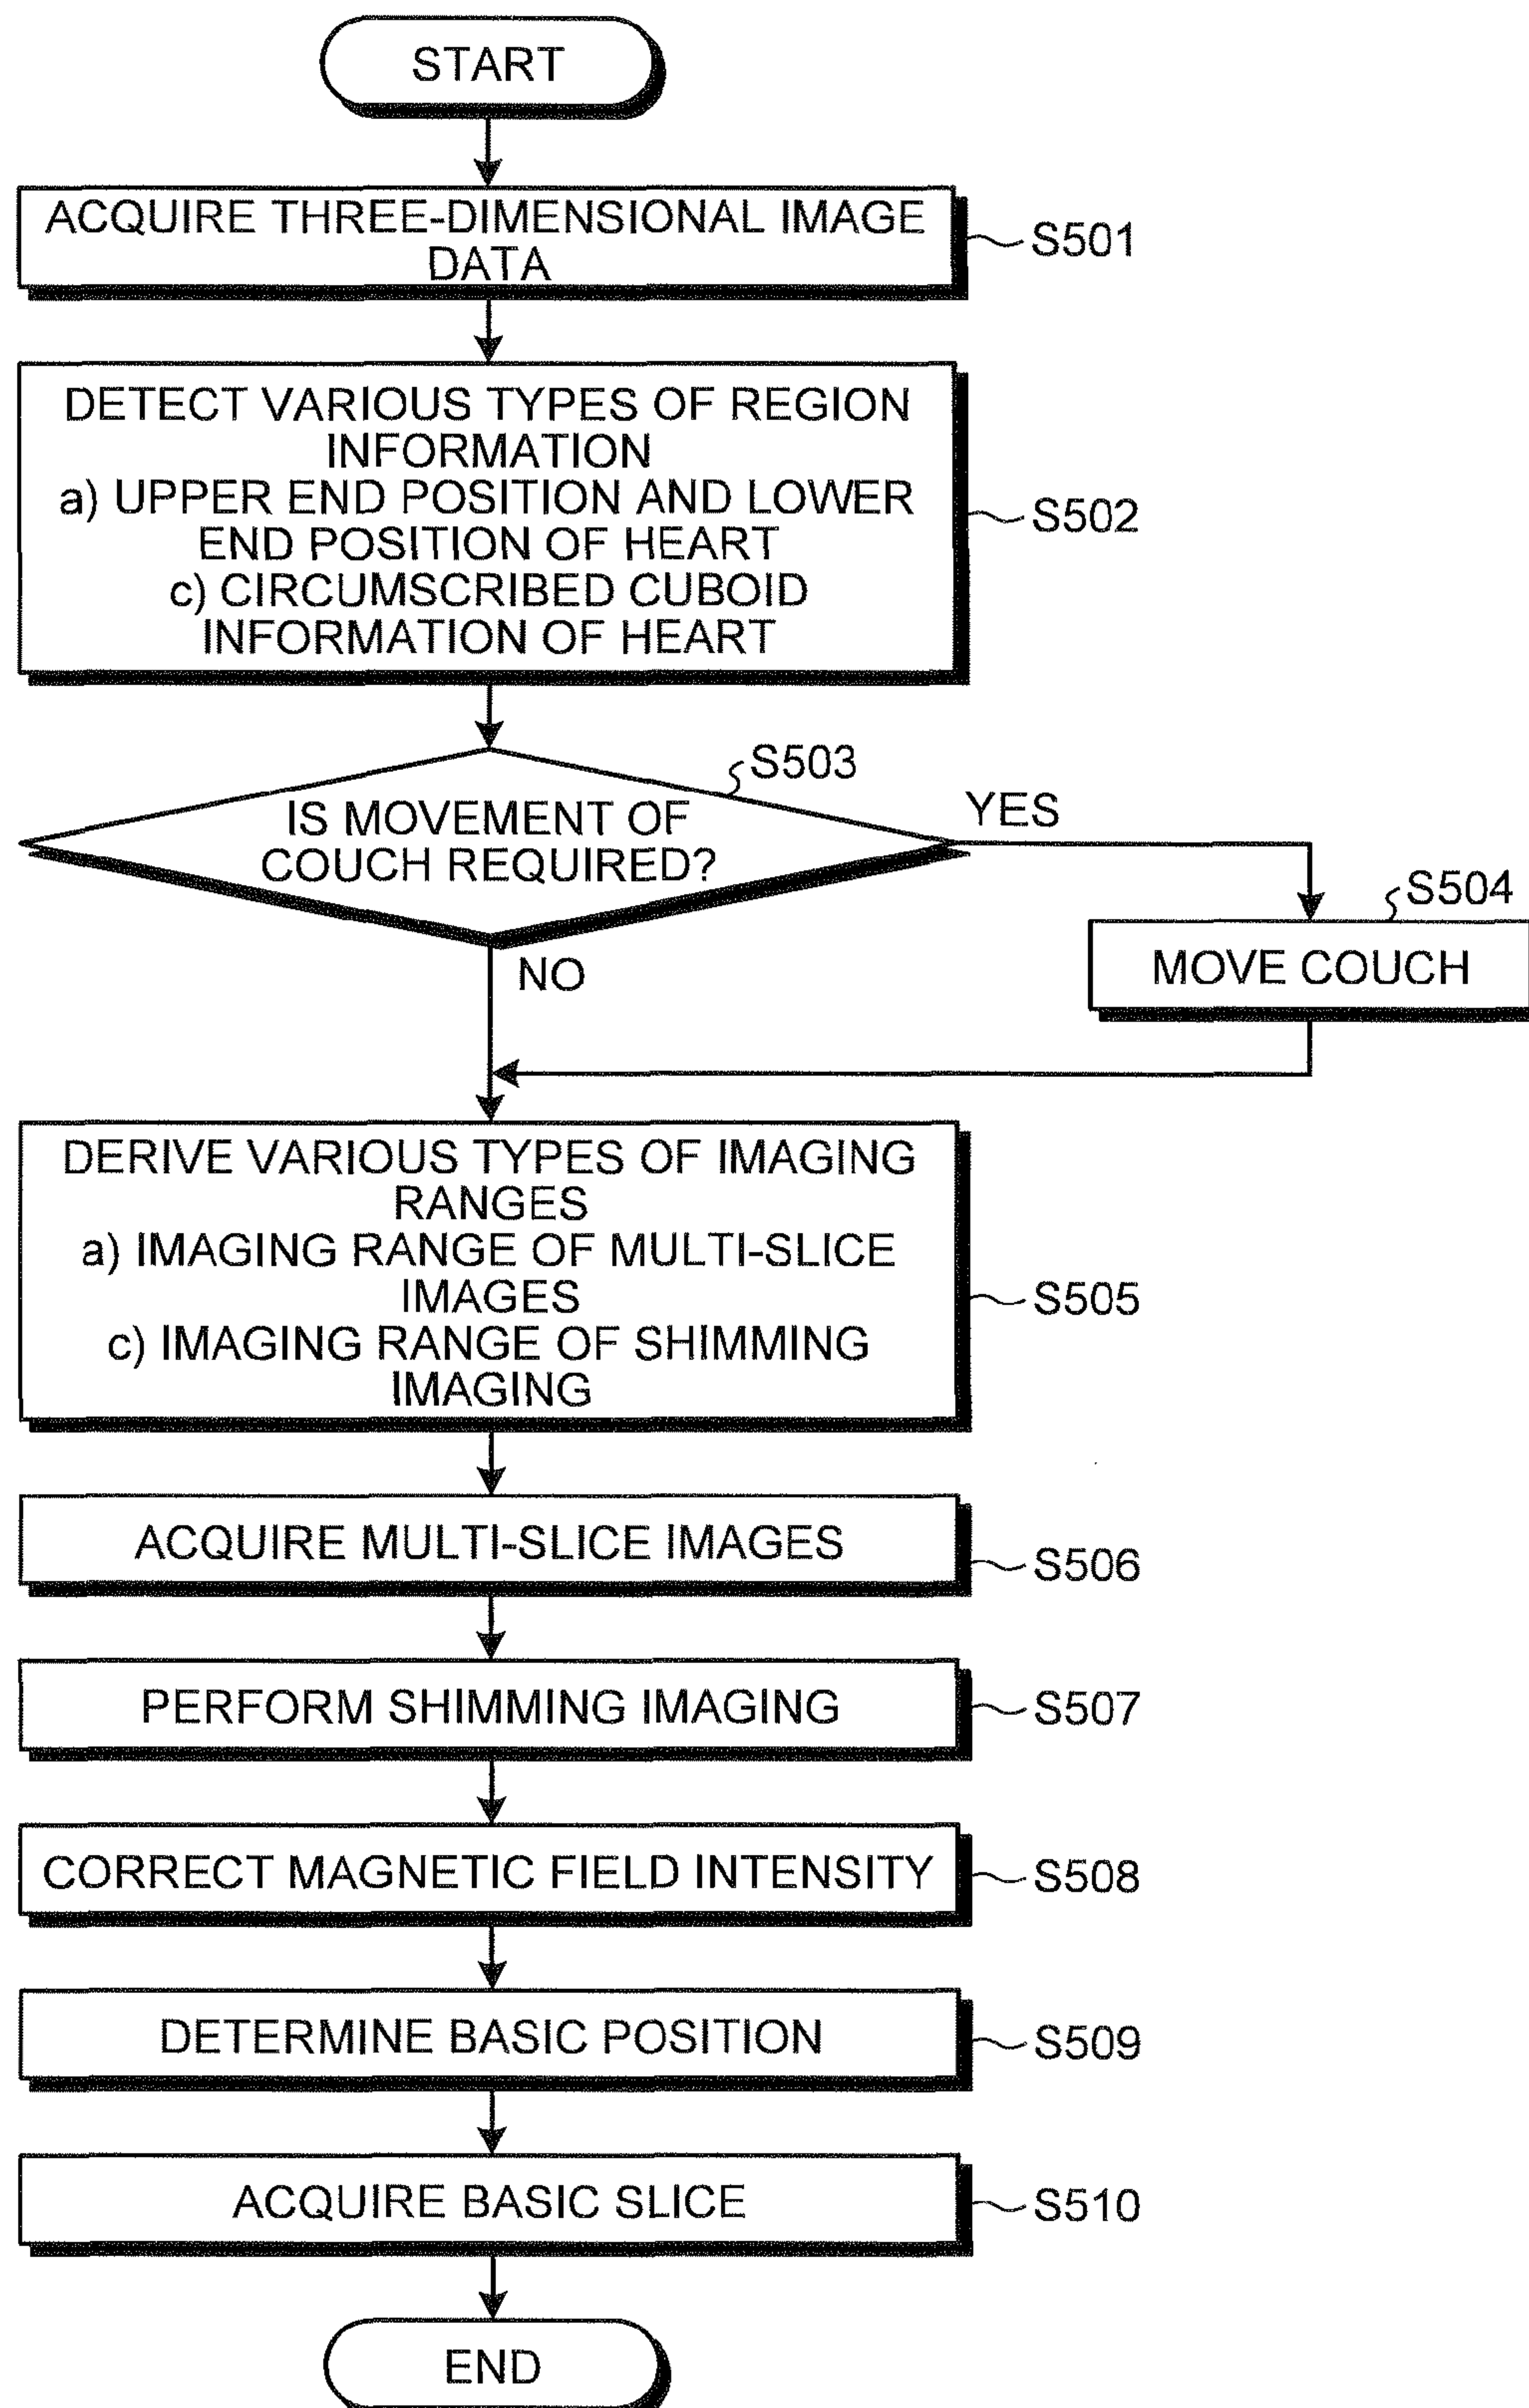 START
ACQUIRE THREE-DIMENSIONAL IMAGE
DATA
S501
DETECT VARIOUS TYPES OF REGION
INFORMATION
a) UPPER END POSITION AND LOWER
END POSITION OF HEART
c) CIRCUMSCRIBED CUBOID
INFORMATION OF HEART
S502
S503
IS MOVEMENT OF
COUCH REQUIRED?
YES
NO
S504
MOVE COUCH
DERIVE VARIOUS TYPES OF IMAGING
RANGES
a) IMAGING RANGE OF MULTI-SLICE
IMAGES
c) IMAGING RANGE OF SHIMMING
IMAGING
S505
ACQUIRE MULTI-SLICE IMAGES
S506
PERFORM SHIMMING IMAGING
S507
CORRECT MAGNETIC FIELD INTENSITY
S508
DETERMINE BASIC POSITION
S509
ACQUIRE BASIC SLICE
S510
END